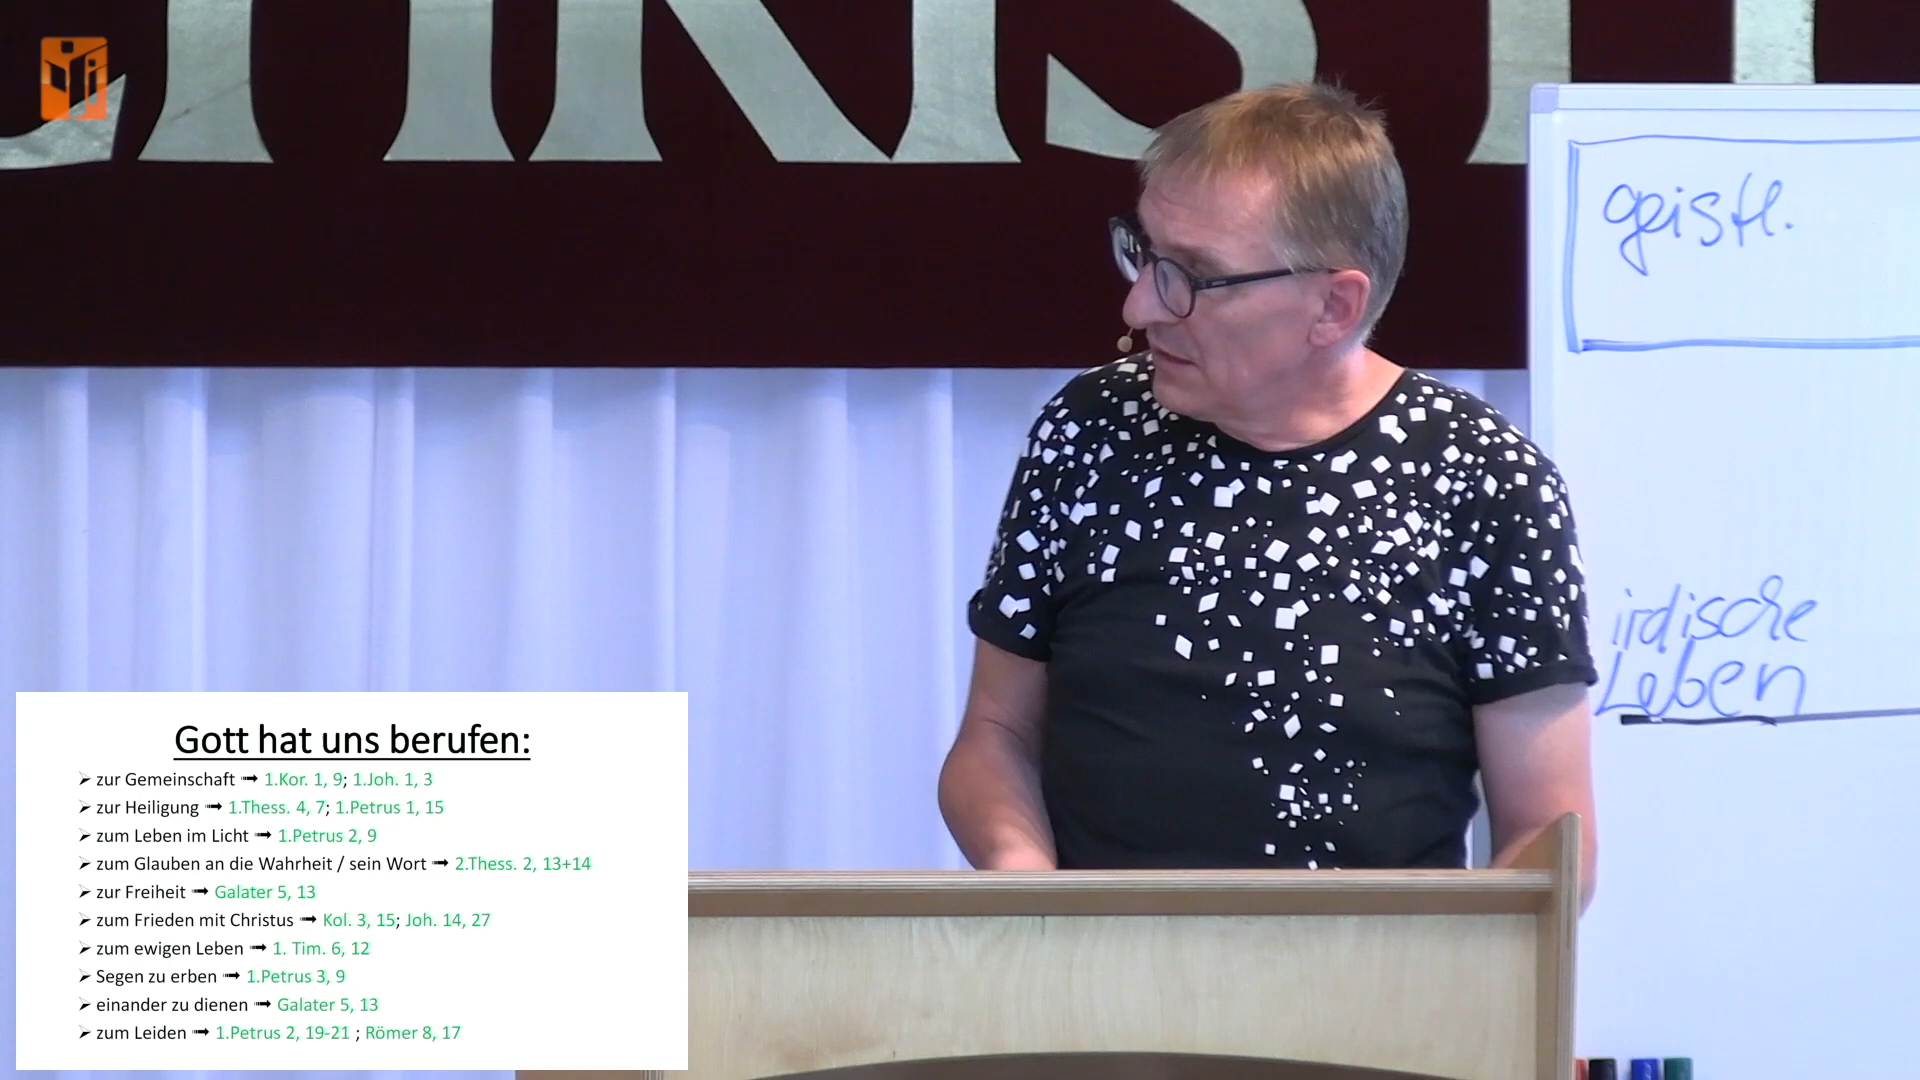 CHRIST
geistl.
irdische
Leben
Gott hat uns berufen:
➢ zur Gemeinschaft ➟ 1.Kor. 1, 9; 1.Joh. 1, 3
➢ zur Heiligung ➟ 1.Thess. 4, 7; 1.Petrus 1, 15
➢ zum Leben im Licht ➟ 1.Petrus 2, 9
➢ zum Glauben an die Wahrheit / sein Wort ➟ 2.Thess. 2, 13+14
➢ zur Freiheit ➟ Galater 5, 13
➢ zum Frieden mit Christus ➟ Kol. 3, 15; Joh. 14, 27
➢ zum ewigen Leben ➟ 1. Tim. 6, 12
➢ Segen zu erben ➟ 1.Petrus 3, 9
➢ einander zu dienen ➟ Galater 5, 13
➢ zum Leiden ➟ 1.Petrus 2, 19-21 ; Römer 8, 17